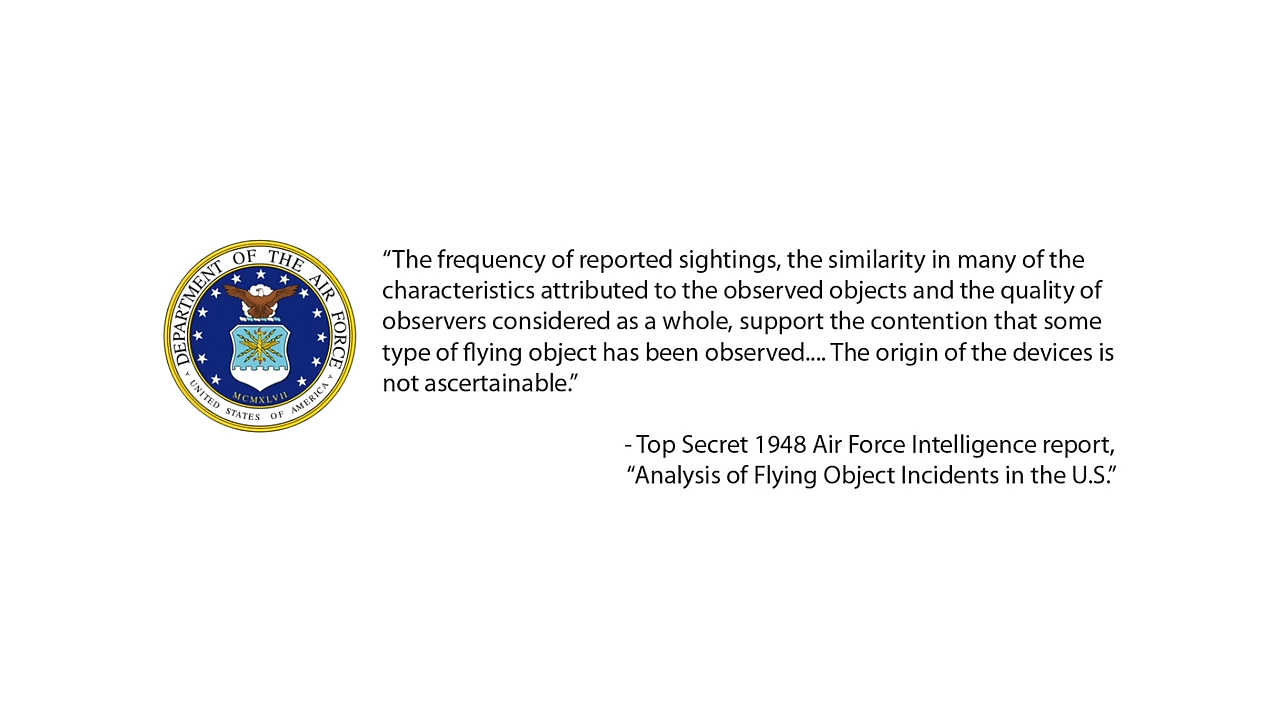 DEPARTMENT OF THE AIR FORCE
UNITED STATES OF AMERICA
MCMXLVII
“The frequency of reported sightings, the similarity in many of the
characteristics attributed to the observed objects and the quality of
observers considered as a whole, support the contention that some
type of flying object has been observed.... The origin of the devices is
not ascertainable.”
- Top Secret 1948 Air Force Intelligence report,
“Analysis of Flying Object Incidents in the U.S.”